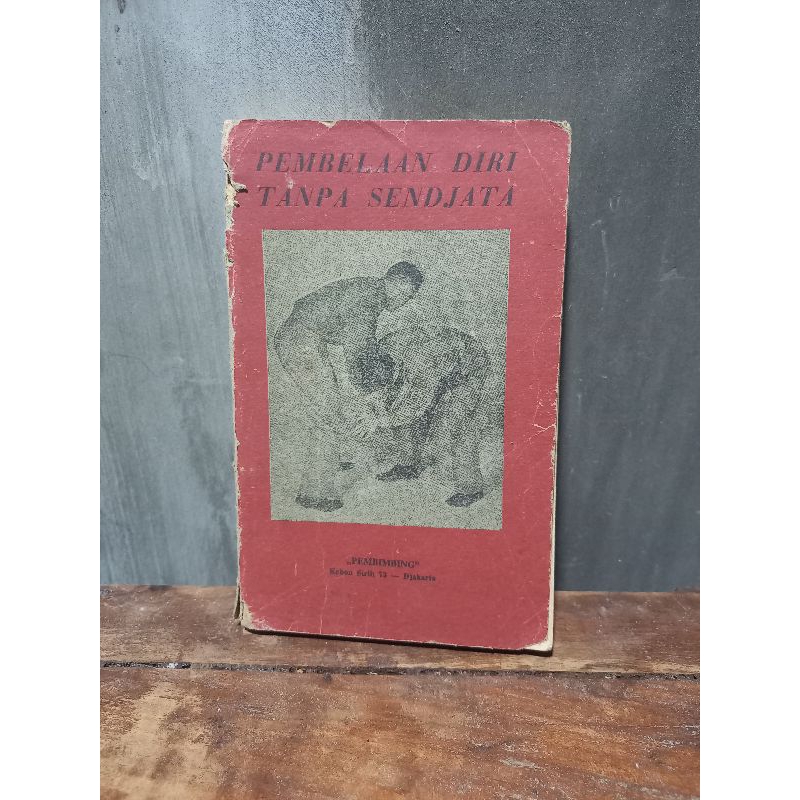 PEMBELAAN DIRI
TANPA SENDJATA
„PEMBIMBING”
Kebon Sirih 13 — Djakarta